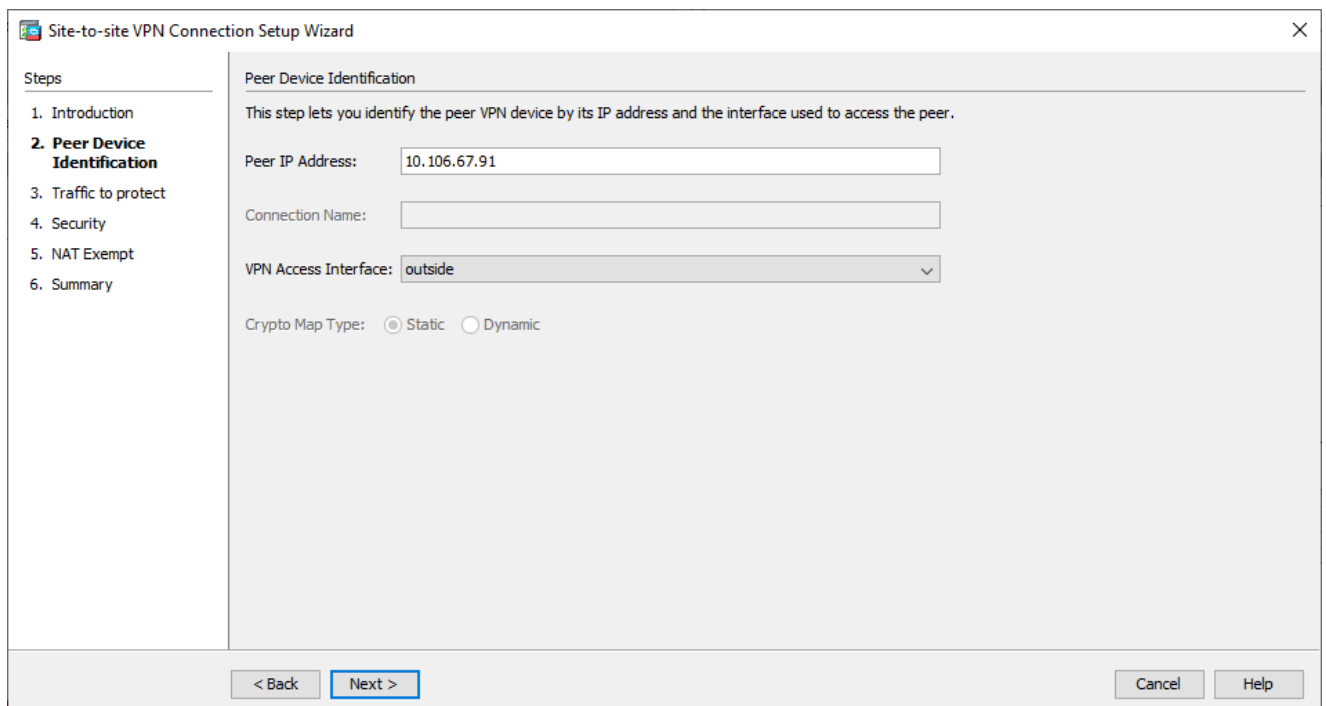 Site-to-site VPN Connection Setup Wizard
Steps
1. Introduction
2. Peer Device
Identification
3. Traffic to protect
4. Security
5. NAT Exempt
6. Summary
Peer Device Identification
This step lets you identify the peer VPN device by its IP address and the interface used to access the peer.
Peer IP Address: 10.106.67.91
Connection Name:
VPN Access Interface: outside
Crypto Map Type: Static Dynamic
< Back Next > Cancel Help